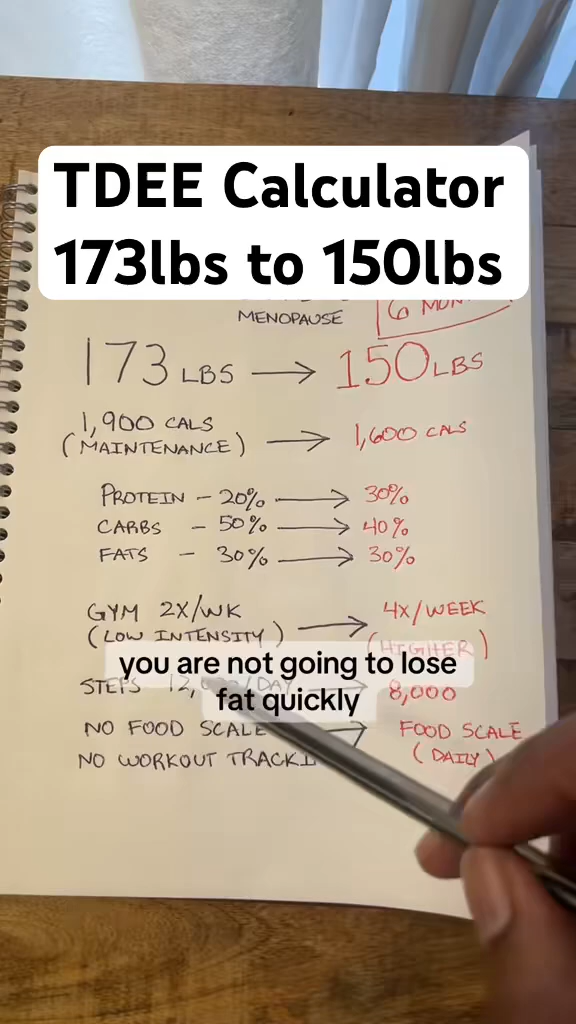 TDEE Calculator
173lbs to 150lbs
MENOPAUSE
173 LBS → 150 LBS
1,900 CALS
(MAINTENANCE) → 1,600 CALS
PROTEIN - 20% → 30%
CARBS - 50% → 40%
FATS - 30% → 30%
GYM 2X/WK
(LOW INTENSITY) → 4X/WEEK
(HIGHER)
you are not going to lose
fat quickly
STEPS 8,000
NO FOOD SCALE → FOOD SCALE
NO WORKOUT (DAILY)